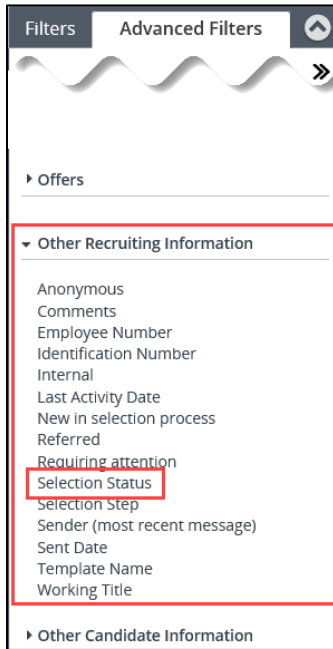 Filters Advanced Filters
Offers
Other Recruiting Information
Anonymous
Comments
Employee Number
Identification Number
Internal
Last Activity Date
New in selection process
Referred
Requiring attention
Selection Status
Selection Step
Sender (most recent message)
Sent Date
Template Name
Working Title
Other Candidate Information